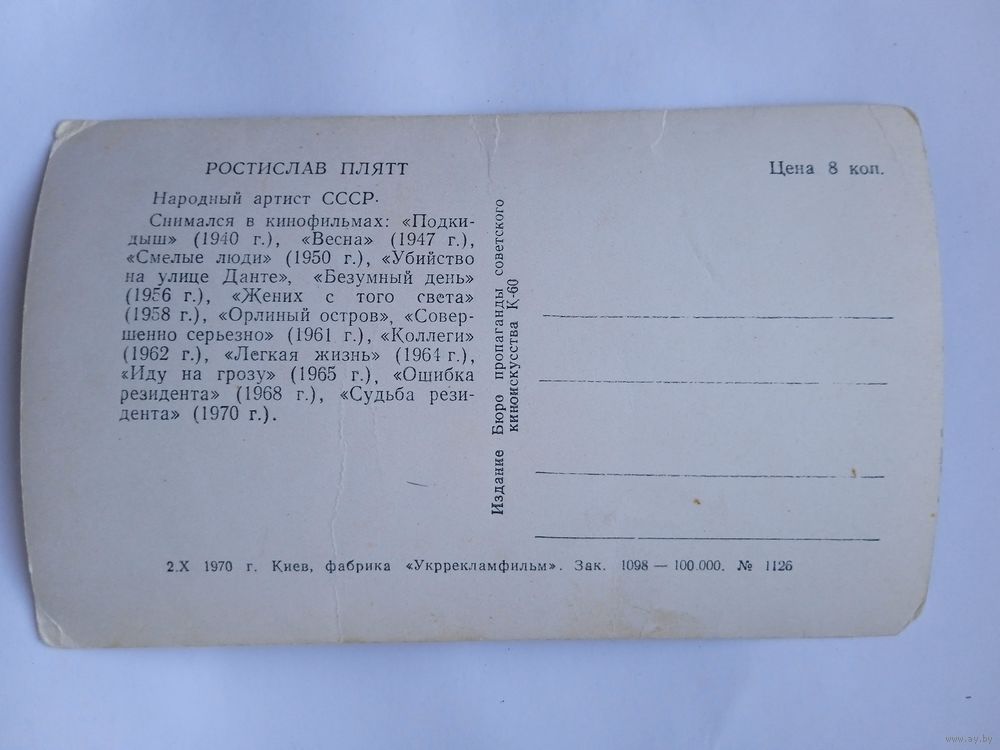 РОСТИСЛАВ ПЛЯТТ
Народный артист СССР.
Снимался в кинофильмах: «Подки-
дыш» (1940 г.), «Весна» (1947 г.),
«Смелые люди» (1950 г.), «Убийство
на улице Данте», «Безумный день»
(1956 г.), «Жених с того света»
(1958 г.), «Орлиный остров», «Совер-
шенно серьезно» (1961 г.), «Коллеги»
(1962 г.), «Легкая жизнь» (1964 г.),
«Иду на грозу» (1965 г.), «Ошибка
резидента» (1968 г.), «Судьба рези-
дента» (1970 г.).
Издание Бюро пропаганды советского
киноискусства К-60
Цена 8 коп.
2.X 1970 г. Киев, фабрика «Укррекламфильм». Зак. 1098 — 100.000. № 1126
www.ay.by